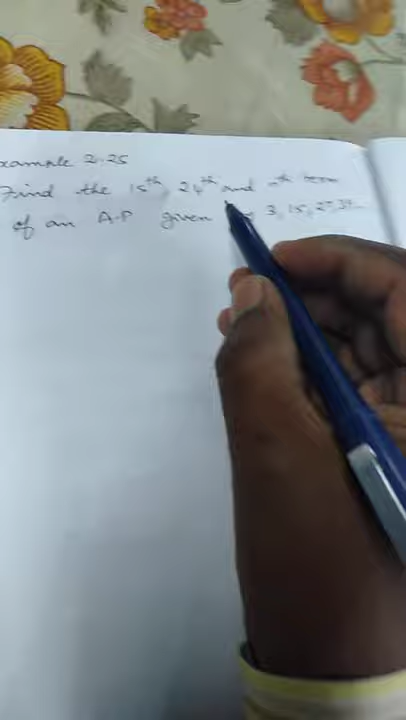 xample 2.25
Find the 15th, 24th and nth term
of an A.P given 3, 15, 27, 39...